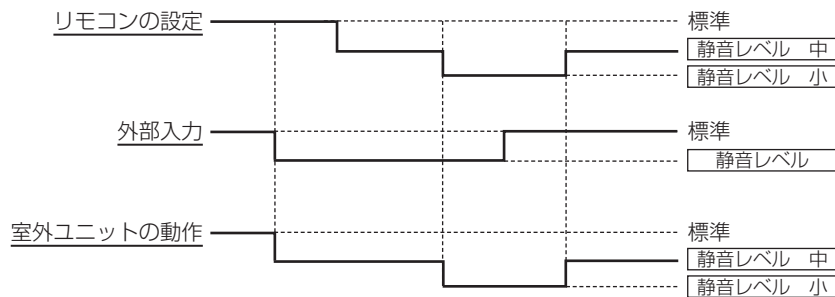 リモコンの設定
標準
静音レベル 中
静音レベル 小
外部入力
標準
静音レベル
室外ユニットの動作
標準
静音レベル 中
静音レベル 小